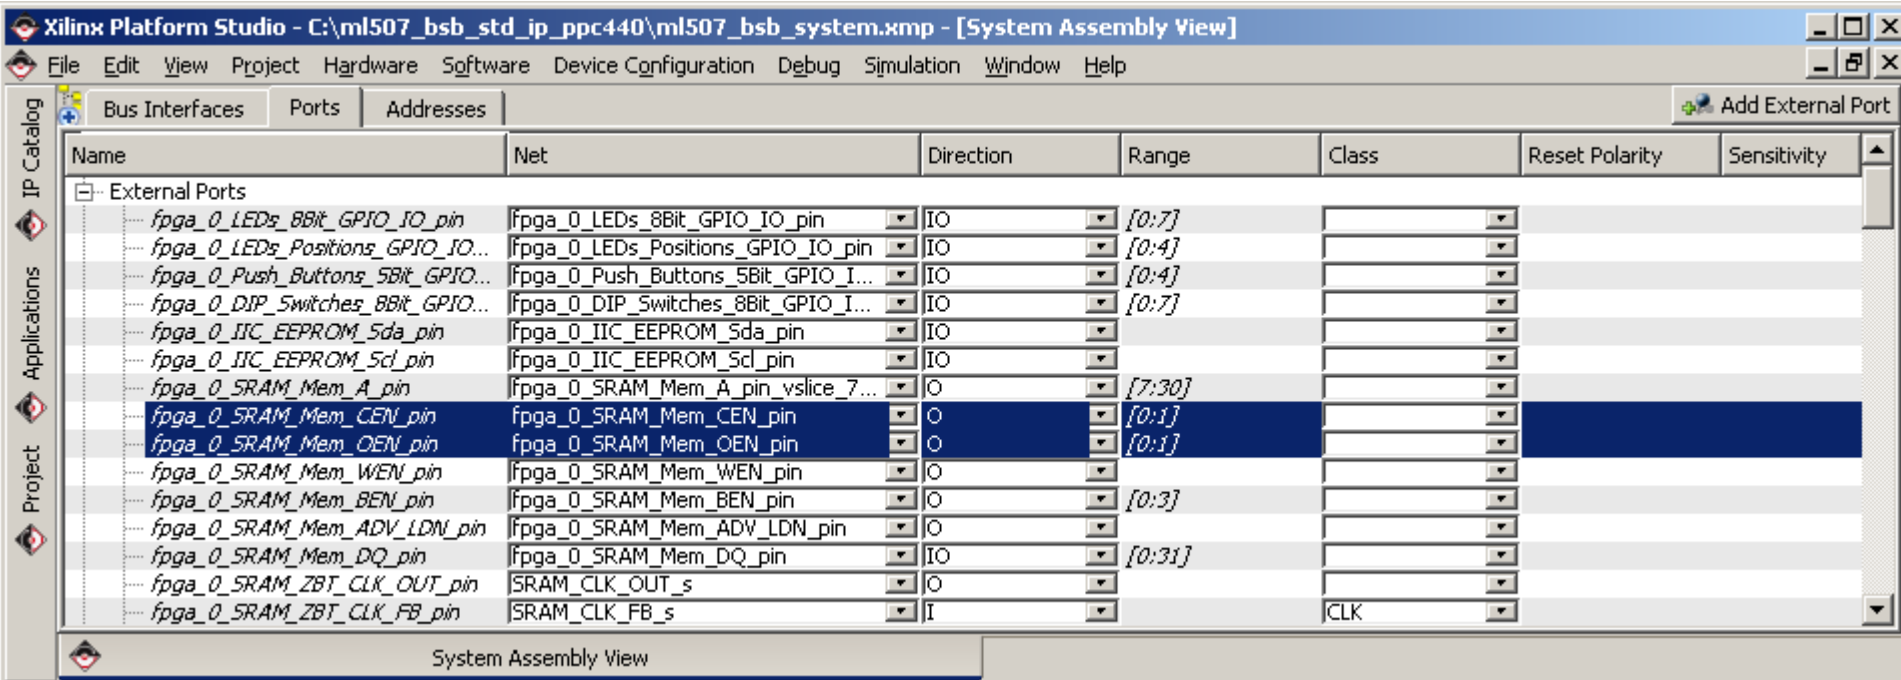 Xilinx Platform Studio - C:\ml507_bsb_std_ip_ppc440\ml507_bsb_system.xmp - [System Assembly View]
File Edit View Project Hardware Software Device Configuration Debug Simulation Window Help
Bus Interfaces Ports Addresses Add External Port
IP Catalog
Applications
Project
Name Net Direction Range Class Reset Polarity Sensitivity
External Ports
fpga_0_LEDs_8Bit_GPIO_IO_pin fpga_0_LEDs_8Bit_GPIO_IO_pin IO [0:7]
fpga_0_LEDs_Positions_GPIO_IO... fpga_0_LEDs_Positions_GPIO_IO_pin IO [0:4]
fpga_0_Push_Buttons_5Bit_GPIO... fpga_0_Push_Buttons_5Bit_GPIO_I... IO [0:4]
fpga_0_DIP_Switches_8Bit_GPIO... fpga_0_DIP_Switches_8Bit_GPIO_I... IO [0:7]
fpga_0_IIC_EEPROM_Sda_pin fpga_0_IIC_EEPROM_Sda_pin IO
fpga_0_IIC_EEPROM_Scl_pin fpga_0_IIC_EEPROM_Scl_pin IO
fpga_0_SRAM_Mem_A_pin fpga_0_SRAM_Mem_A_pin_vslice_7... O [7:30]
fpga_0_SRAM_Mem_CEN_pin fpga_0_SRAM_Mem_CEN_pin O [0:1]
fpga_0_SRAM_Mem_OEN_pin fpga_0_SRAM_Mem_OEN_pin O [0:1]
fpga_0_SRAM_Mem_WEN_pin fpga_0_SRAM_Mem_WEN_pin O
fpga_0_SRAM_Mem_BEN_pin fpga_0_SRAM_Mem_BEN_pin O [0:3]
fpga_0_SRAM_Mem_ADV_LDN_pin fpga_0_SRAM_Mem_ADV_LDN_pin O
fpga_0_SRAM_Mem_DQ_pin fpga_0_SRAM_Mem_DQ_pin IO [0:31]
fpga_0_SRAM_ZBT_CLK_OUT_pin SRAM_CLK_OUT_s O
fpga_0_SRAM_ZBT_CLK_FB_pin SRAM_CLK_FB_s I CLK
System Assembly View